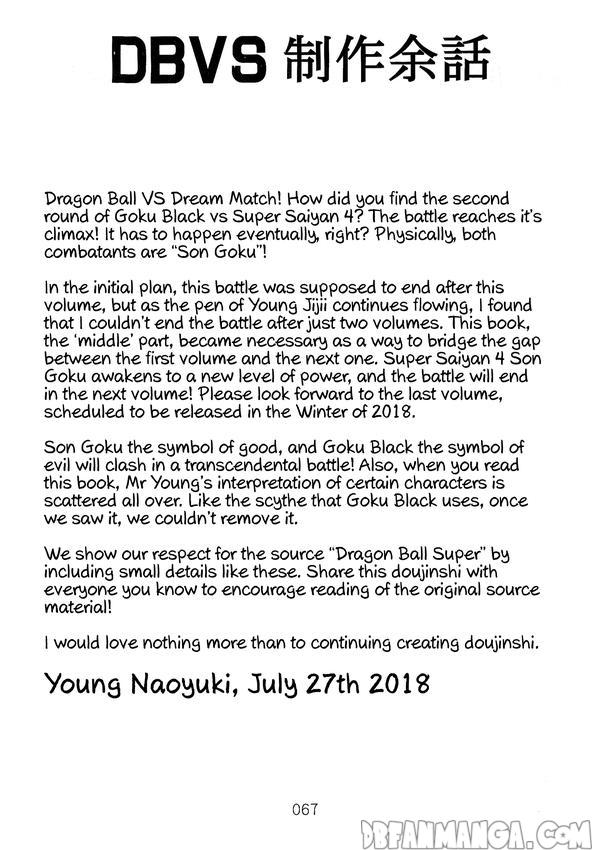 DBVS 制作余話
Dragon Ball VS Dream Match! How did you find the second
round of Goku Black vs Super Saiyan 4? The battle reaches it's
climax! It has to happen eventually, right? Physically, both
combatants are “Son Goku”!
In the initial plan, this battle was supposed to end after this
volume, but as the pen of Young Jijii continues flowing, I found
that I couldn't end the battle after just two volumes. This book,
the ‘middle’ part, became necessary as a way to bridge the gap
between the first volume and the next one. Super Saiyan 4 Son
Goku awakens to a new level of power, and the battle will end
in the next volume! Please look forward to the last volume,
scheduled to be released in the Winter of 2018.
Son Goku the symbol of good, and Goku Black the symbol of
evil will clash in a transcendental battle! Also, when you read
this book, Mr Young's interpretation of certain characters is
scattered all over. Like the scythe that Goku Black uses, once
we saw it, we couldn't remove it.
We show our respect for the source “Dragon Ball Super” by
including small details like these. Share this doujinshi with
everyone you know to encourage reading of the original source
material!
I would love nothing more than to continuing creating doujinshi.
Young Naoyuki, July 27th 2018
067
DBFANMANGA.COM